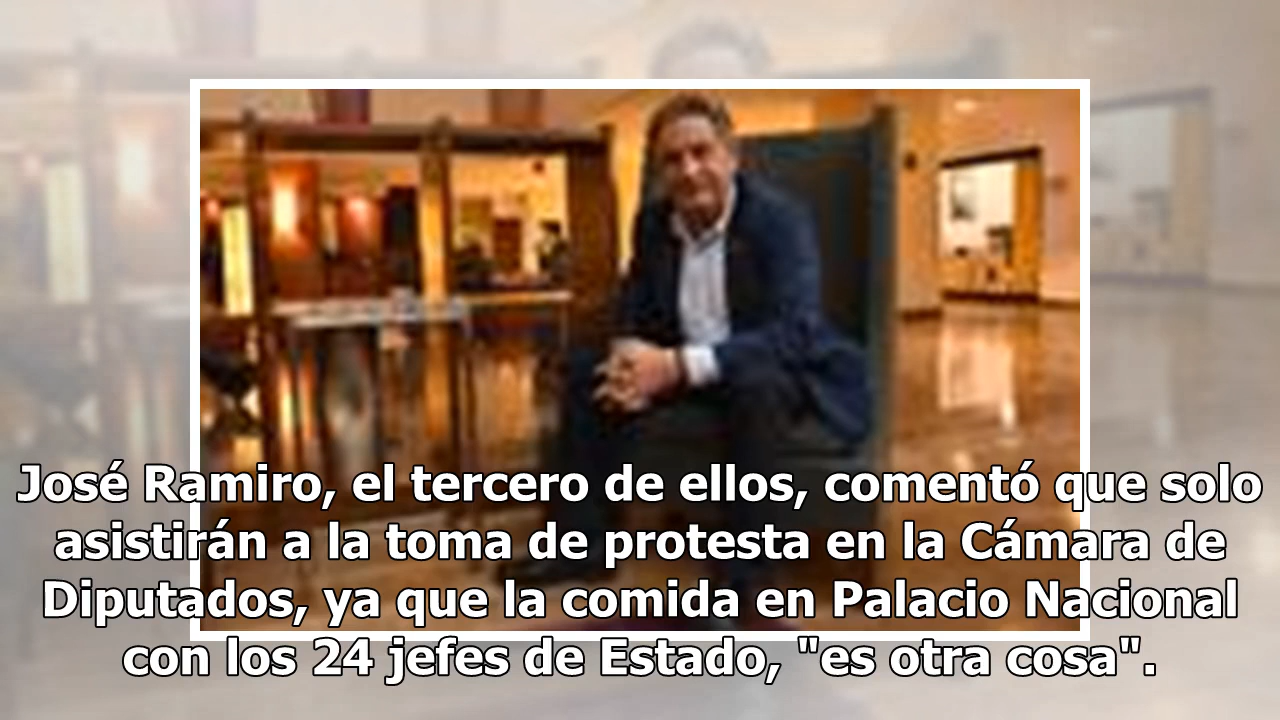 José Ramiro, el tercero de ellos, comentó que solo
asistirán a la toma de protesta en la Cámara de
Diputados, ya que la comida en Palacio Nacional
con los 24 jefes de Estado, "es otra cosa".